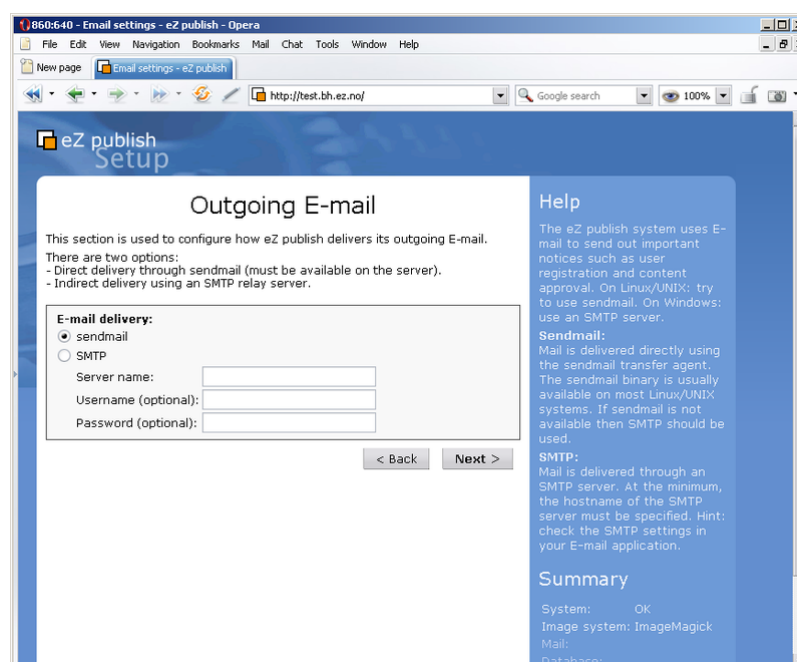 860:640 - Email settings - eZ publish - Opera
File Edit View Navigation Bookmarks Mail Chat Tools Window Help
New page Email settings - eZ publish
http://test.bh.ez.no/ Google search 100%
eZ publish
Setup
Outgoing E-mail
This section is used to configure how eZ publish delivers its outgoing E-mail.
There are two options:
- Direct delivery through sendmail (must be available on the server).
- Indirect delivery using an SMTP relay server.
E-mail delivery:
sendmail
SMTP
Server name:
Username (optional):
Password (optional):
< Back Next >
Help
The eZ publish system uses E-
mail to send out important
notices such as user
registration and content
approval. On Linux/UNIX: try
to use sendmail. On Windows:
use an SMTP server.
Sendmail:
Mail is delivered directly using
the sendmail transfer agent.
The sendmail binary is usually
available on most Linux/UNIX
systems. If sendmail is not
available then SMTP should be
used.
SMTP:
Mail is delivered through an
SMTP server. At the minimum,
the hostname of the SMTP
server must be specified. Hint:
check the SMTP settings in
your E-mail application.
Summary
System: OK
Image system: ImageMagick
Mail:
Database: